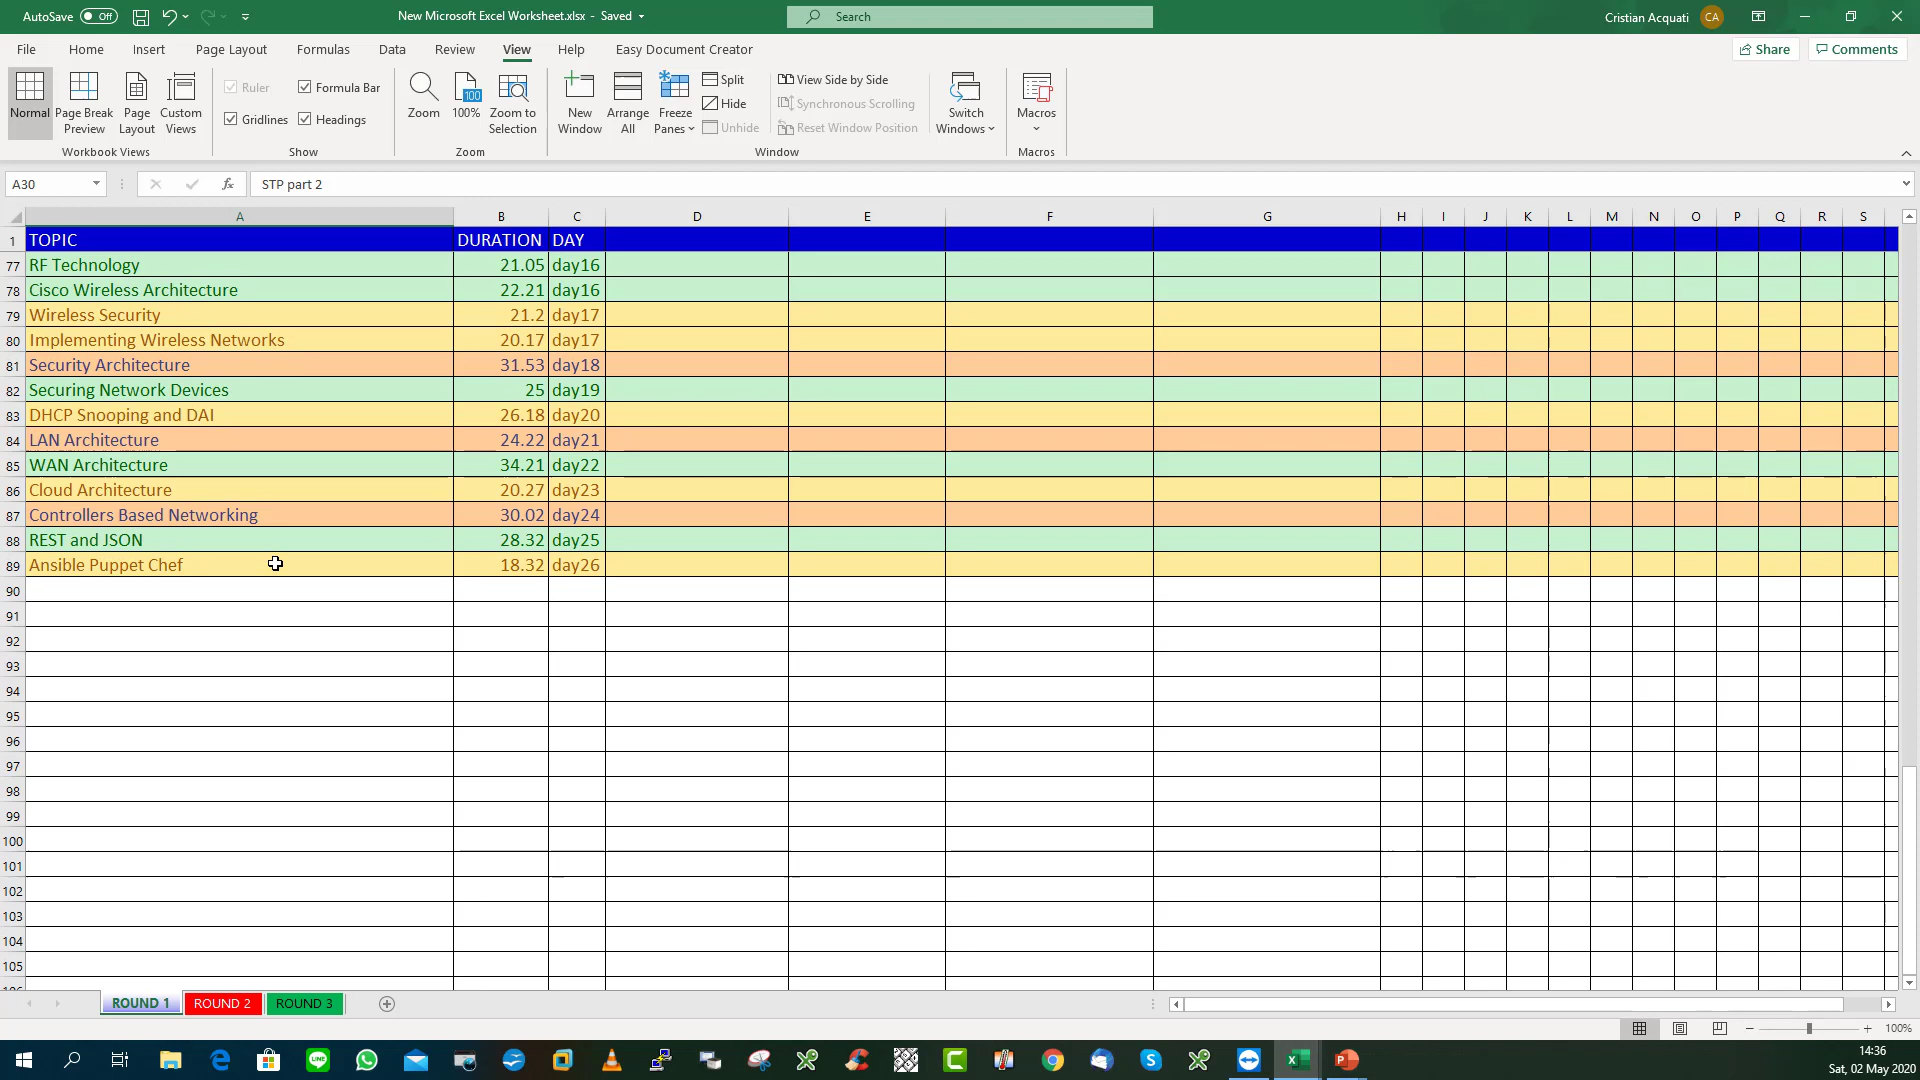 AutoSave Off
New Microsoft Excel Worksheet.xlsx - Saved
Search
Cristian Acquati CA
File Home Insert Page Layout Formulas Data Review View Help Easy Document Creator
Share Comments
Normal
Page Break Preview
Page Layout
Custom Views
Workbook Views
Ruler
Formula Bar
Gridlines
Headings
Show
Zoom
100
100%
Zoom to Selection
Zoom
New Window
Arrange All
Freeze Panes
Split
Hide
Unhide
View Side by Side
Synchronous Scrolling
Reset Window Position
Switch Windows
Window
Macros
Macros
A30 fx STP part 2
A B C D E F G H I J K L M N O P Q R S
1 TOPIC DURATION DAY
77 RF Technology 21.05 day16
78 Cisco Wireless Architecture 22.21 day16
79 Wireless Security 21.2 day17
80 Implementing Wireless Networks 20.17 day17
81 Security Architecture 31.53 day18
82 Securing Network Devices 25 day19
83 DHCP Snooping and DAI 26.18 day20
84 LAN Architecture 24.22 day21
85 WAN Architecture 34.21 day22
86 Cloud Architecture 20.27 day23
87 Controllers Based Networking 30.02 day24
88 REST and JSON 28.32 day25
89 Ansible Puppet Chef 18.32 day26
90
91
92
93
94
95
96
97
98
99
100
101
102
103
104
105
ROUND 1 ROUND 2 ROUND 3
100%
14:36
Sat, 02 May 2020